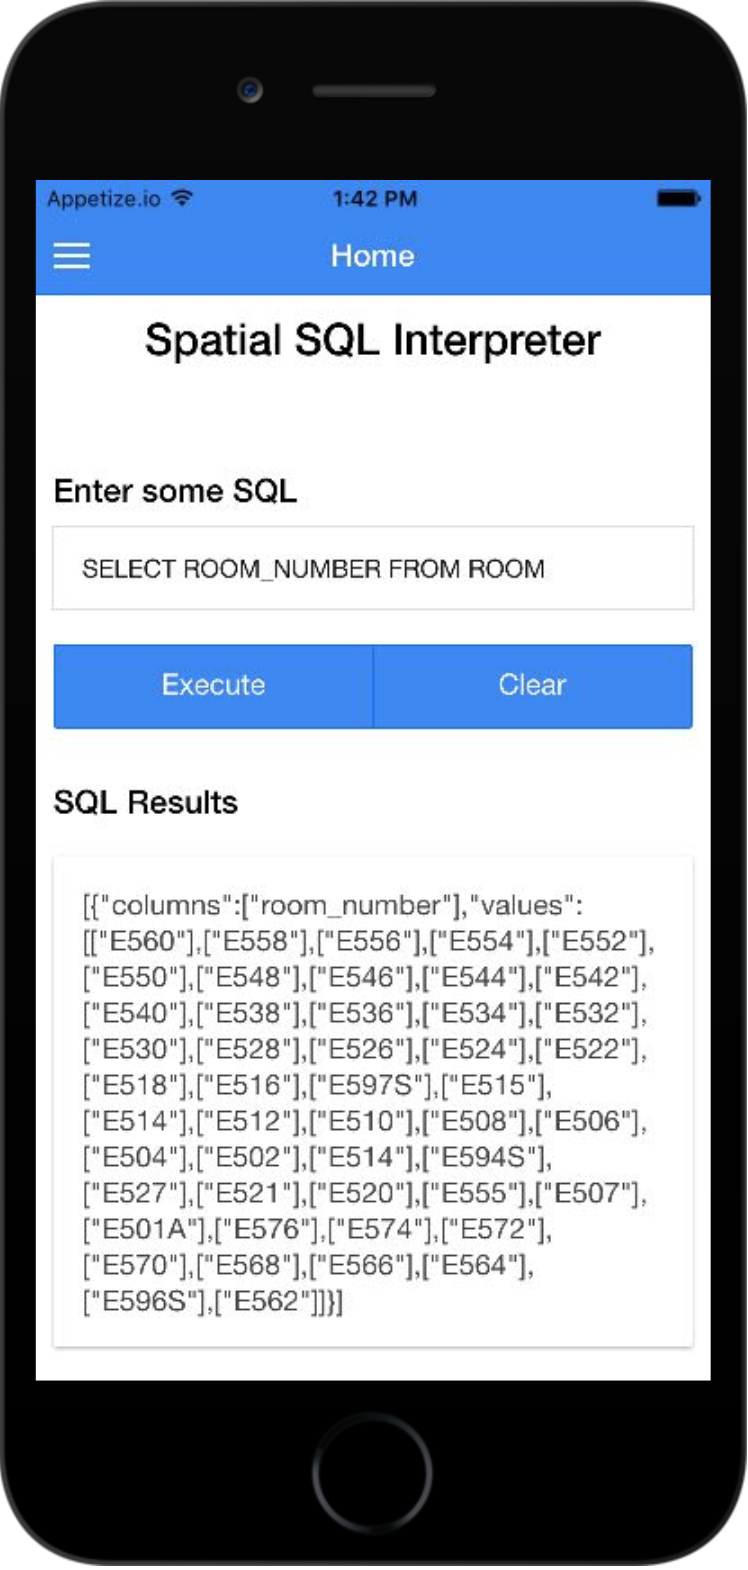 Appetize.io 1:42 PM
Home
Spatial SQL Interpreter
Enter some SQL
SELECT ROOM_NUMBER FROM ROOM
Execute Clear
SQL Results
[{"columns":["room_number"],"values":
[["E560"],["E558"],["E556"],["E554"],["E552"],
["E550"],["E548"],["E546"],["E544"],["E542"],
["E540"],["E538"],["E536"],["E534"],["E532"],
["E530"],["E528"],["E526"],["E524"],["E522"],
["E518"],["E516"],["E597S"],["E515"],
["E514"],["E512"],["E510"],["E508"],["E506"],
["E504"],["E502"],["E514"],["E594S"],
["E527"],["E521"],["E520"],["E555"],["E507"],
["E501A"],["E576"],["E574"],["E572"],
["E570"],["E568"],["E566"],["E564"],
["E596S"],["E562"]]}]